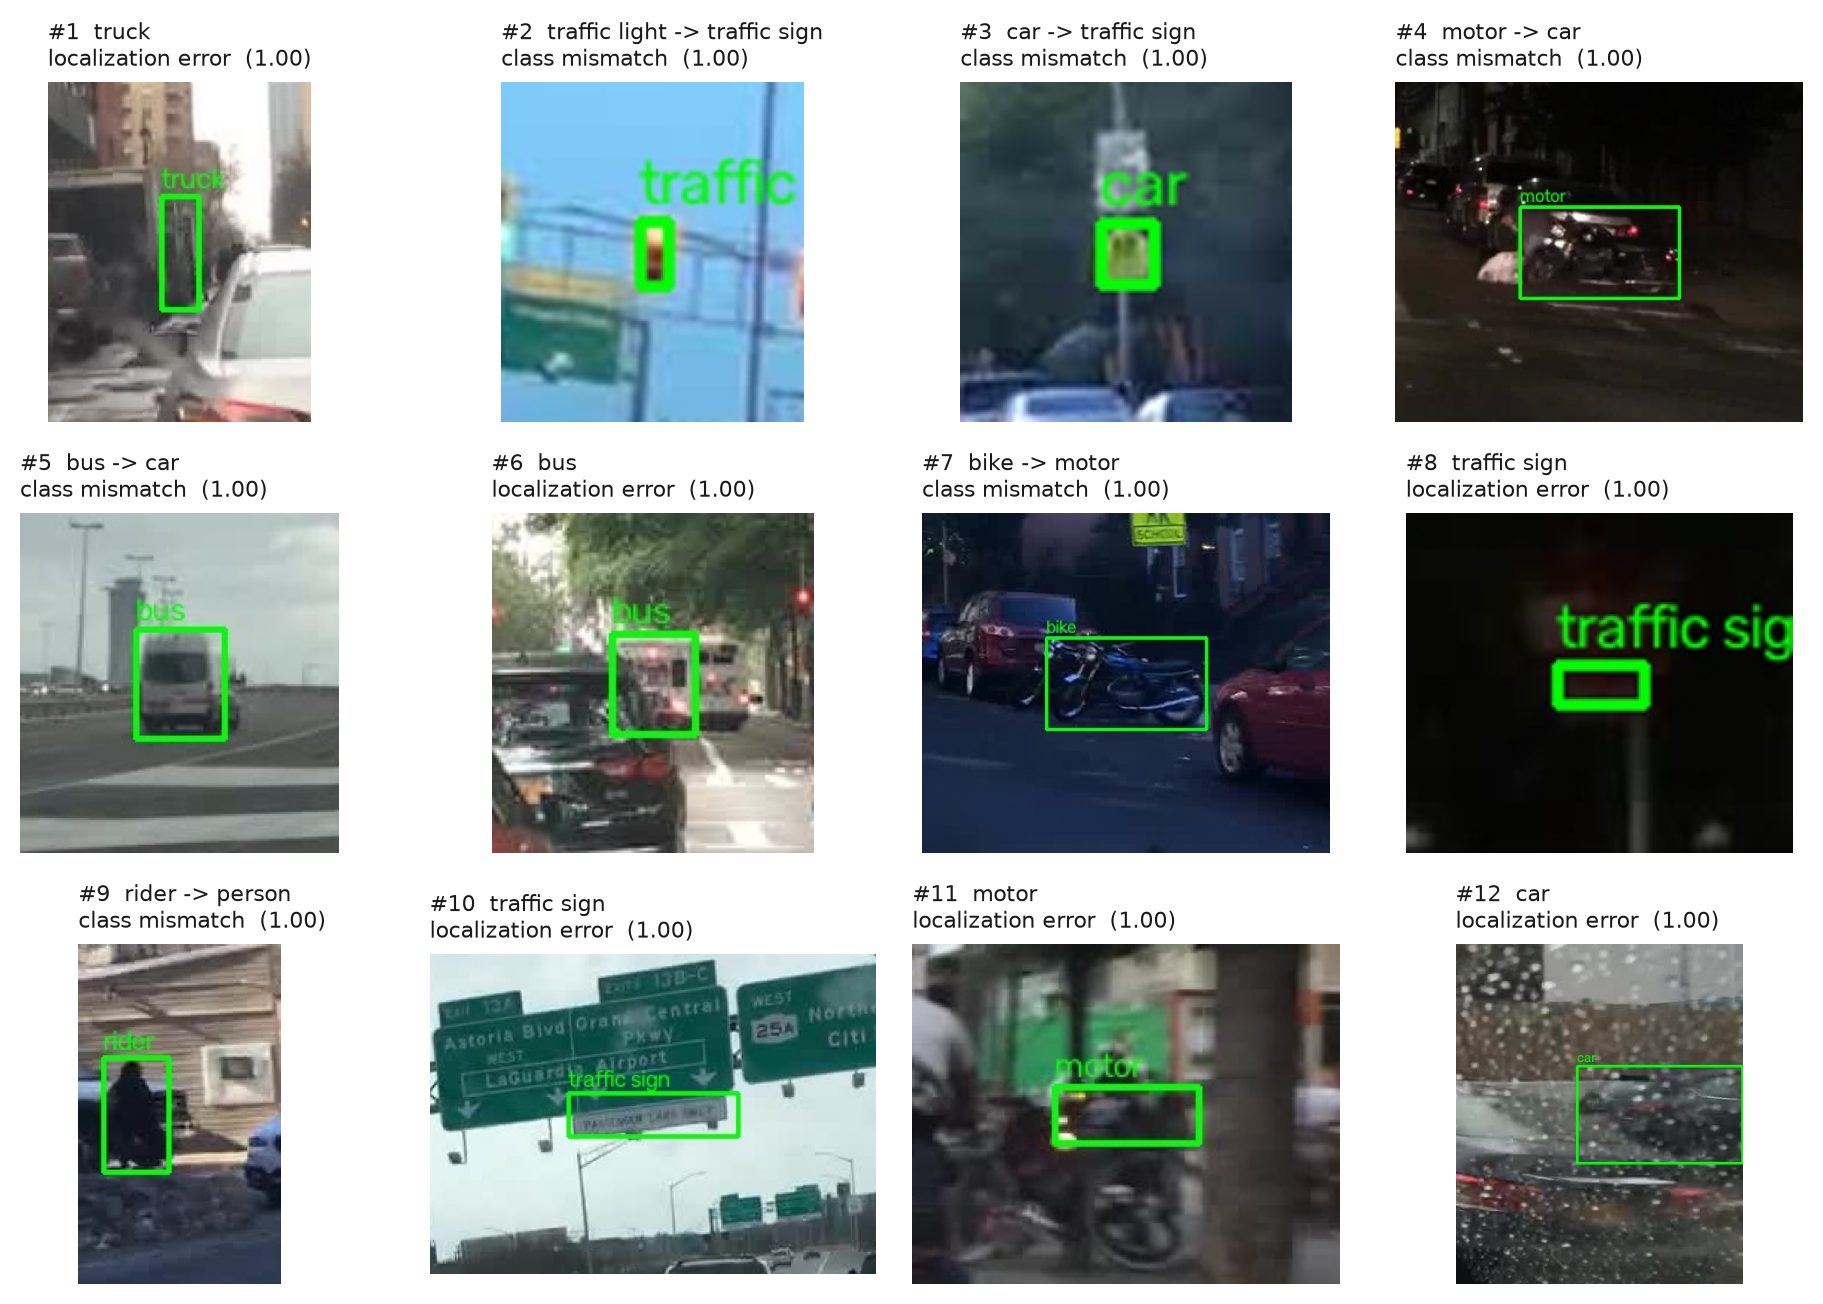 #1 truck
localization error (1.00)
truck
#2 traffic light -> traffic sign
class mismatch (1.00)
traffic
#3 car -> traffic sign
class mismatch (1.00)
car
#4 motor -> car
class mismatch (1.00)
motor
#5 bus -> car
class mismatch (1.00)
bus
#6 bus
localization error (1.00)
bus
#7 bike -> motor
class mismatch (1.00)
SCHOOL
bike
#8 traffic sign
localization error (1.00)
traffic sig
#9 rider -> person
class mismatch (1.00)
rider
#10 traffic sign
localization error (1.00)
Exit 13A
Exits 13B-C
Astoria Blvd
Grand Central
Pkwy
WEST
Airport
LaGuardi
WEST
25A
North
Citi
traffic sign
PASSENGER CARS ONLY
#11 motor
localization error (1.00)
motor
#12 car
localization error (1.00)
car